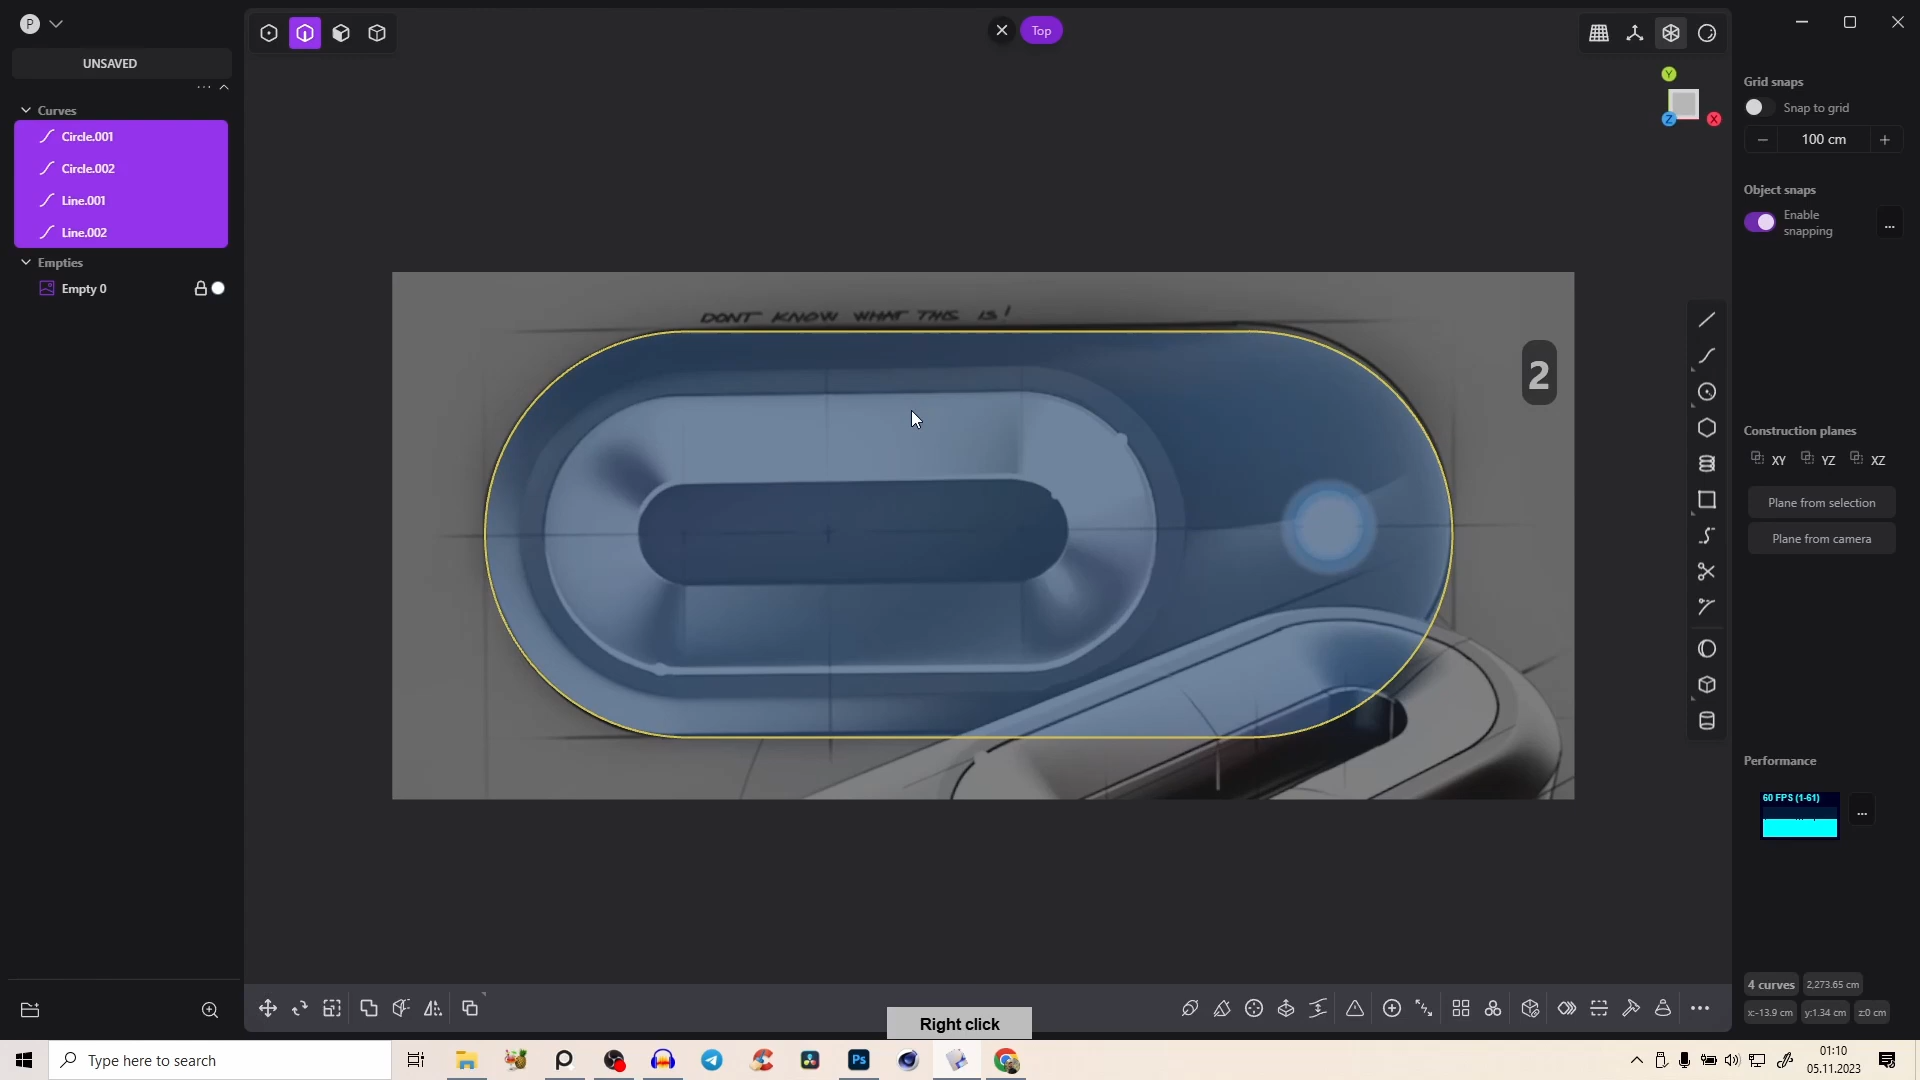 P
Top
UNSAVED
Curves
Circle.001
Circle.002
Line.001
Line.002
Empties
Empty 0
DONT KNOW WHAT THIS IS!
2
Y
Z
X
Grid snaps
Snap to grid
100 cm
Object snaps
Enable
snapping
Construction planes
XY YZ XZ
Plane from selection
Plane from camera
Performance
60 FPS (1-61)
4 curves 2,273.65 cm
x:-13.9 cm y:1.34 cm z:0 cm
Right click
Type here to search
Ps
01:10
05.11.2023